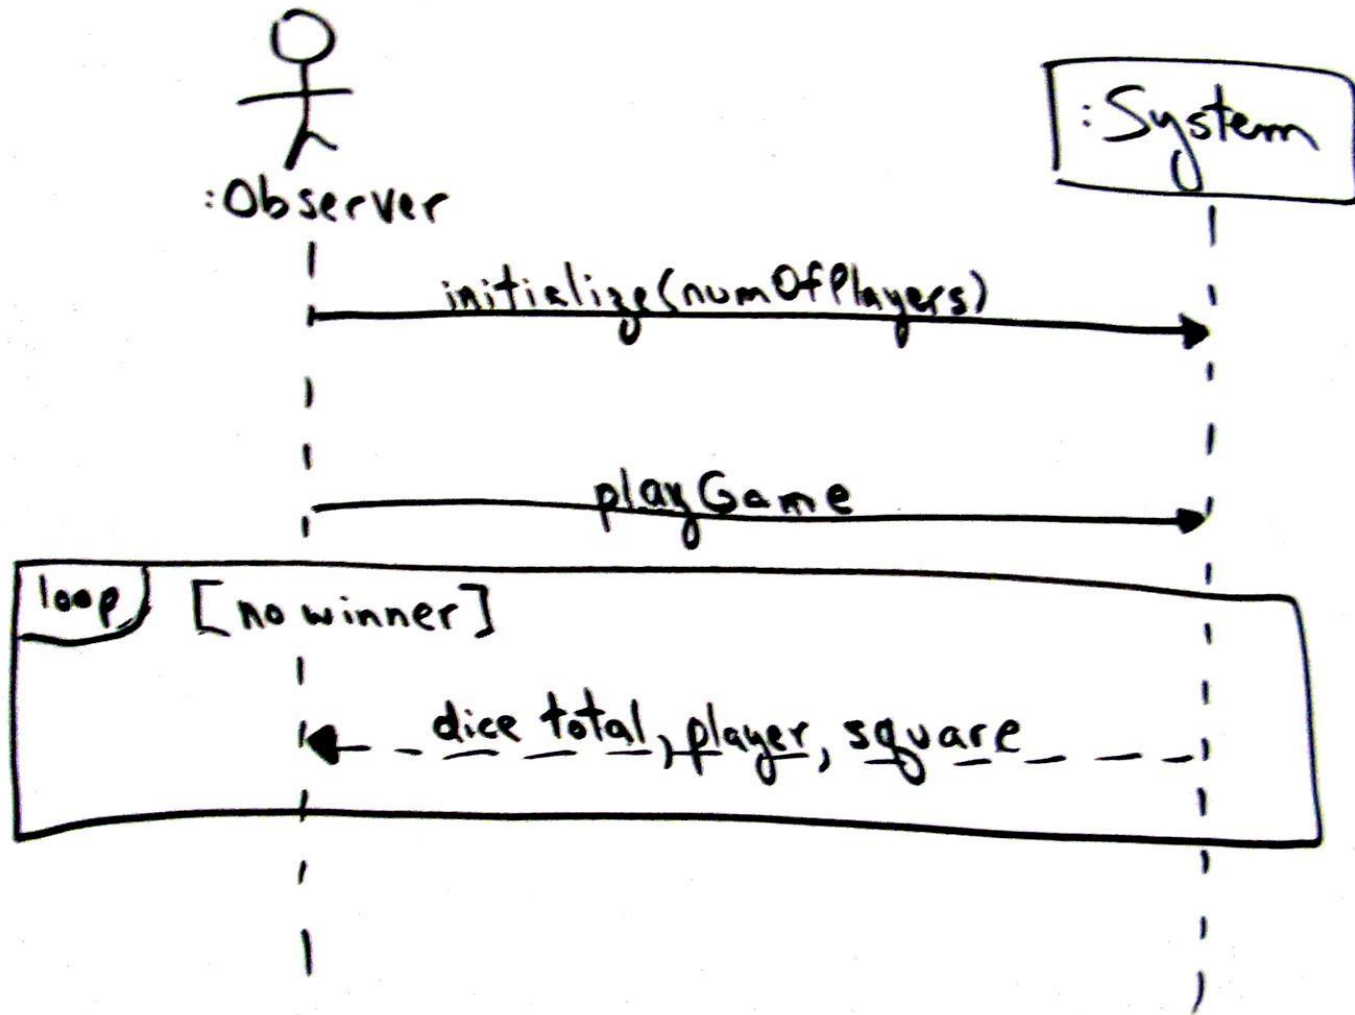 :Observer
:System
initialize(numOfPlayers)
playGame
loop [no winner]
dice total, player, square